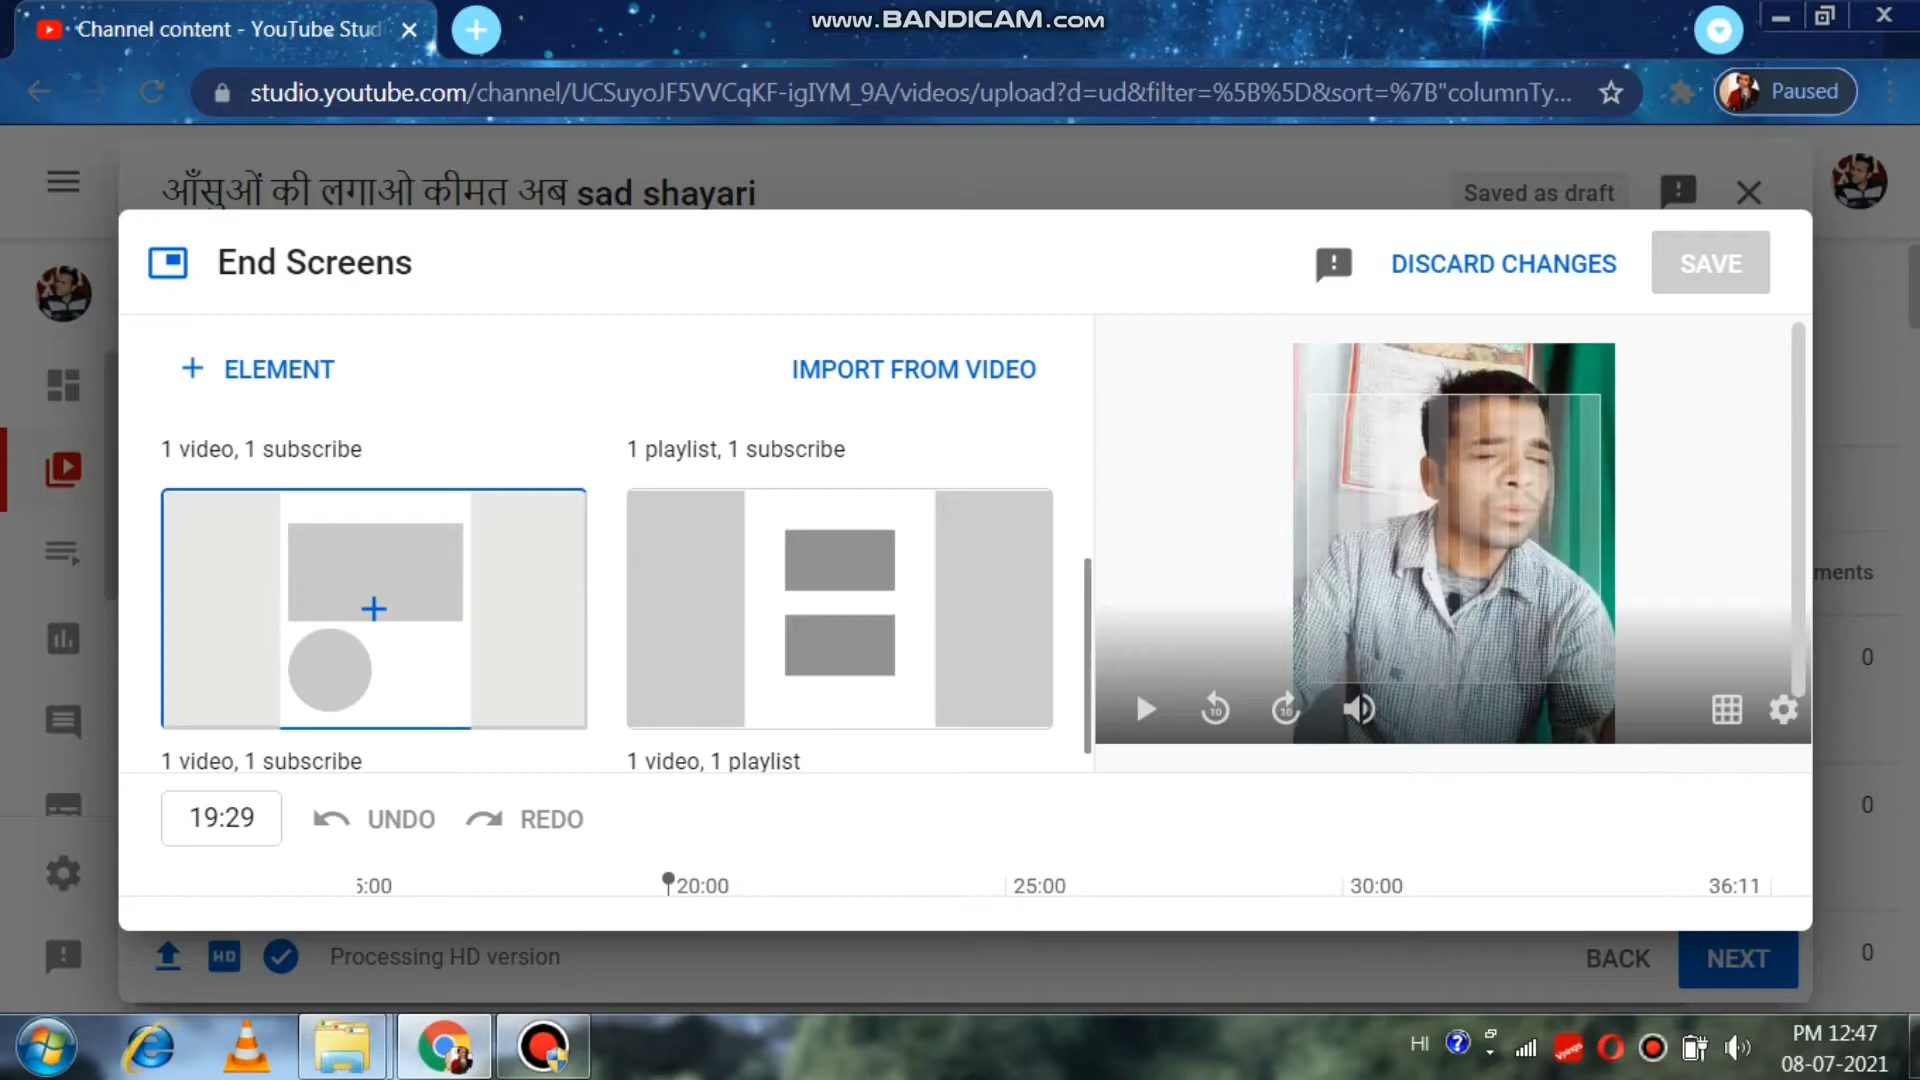 www.BANDICAM.com
Channel content - YouTube Stud
studio.youtube.com/channel/UCSuyoJF5VVCqKF-igIYM_9A/videos/upload?d=ud&filter=%5B%5D&sort=%7B"columnTy...
Paused
आँसुओं की लगाओ कीमत अब sad shayari
Saved as draft
End Screens
DISCARD CHANGES
SAVE
+ ELEMENT
IMPORT FROM VIDEO
1 video, 1 subscribe
1 playlist, 1 subscribe
ments
0
1 video, 1 subscribe
1 video, 1 playlist
10
10
0
19:29
UNDO
REDO
5:00
20:00
25:00
30:00
36:11
HD
Processing HD version
BACK
NEXT
0
HI
PM 12:47
08-07-2021